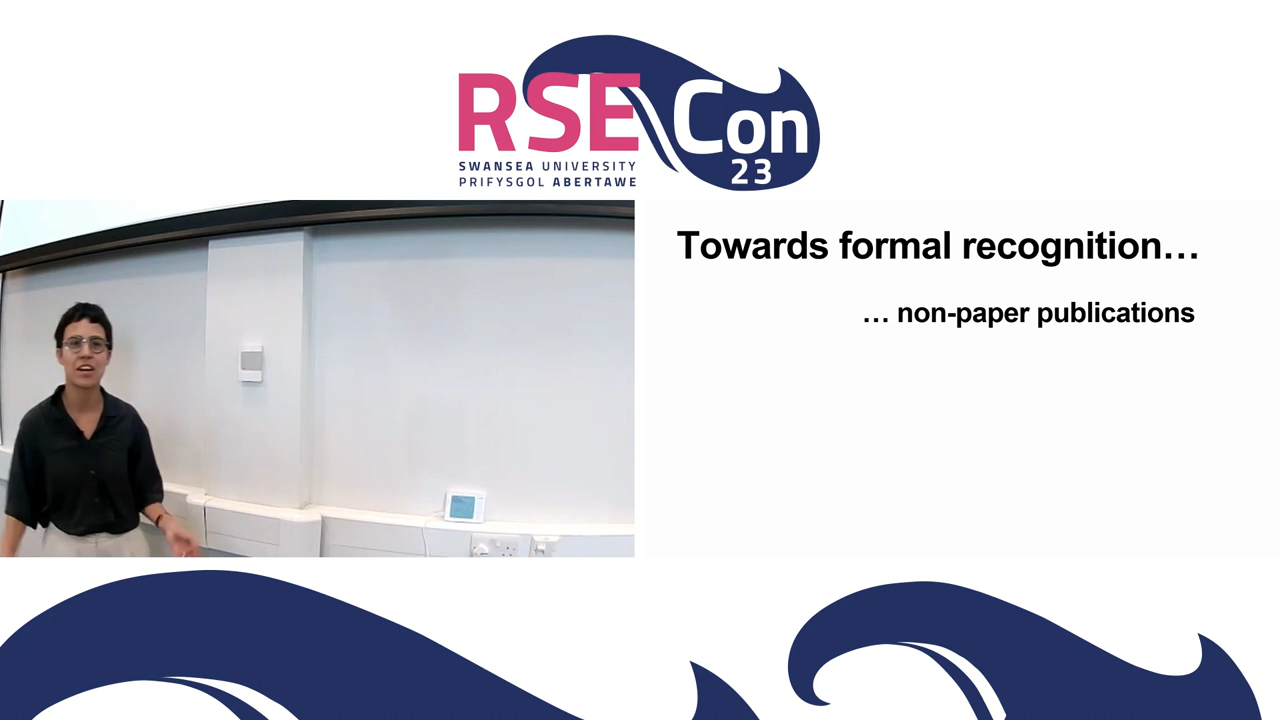 RSE Con
23
SWANSEA UNIVERSITY
PRIFYSGOL ABERTAWE
Towards formal recognition…
… non-paper publications